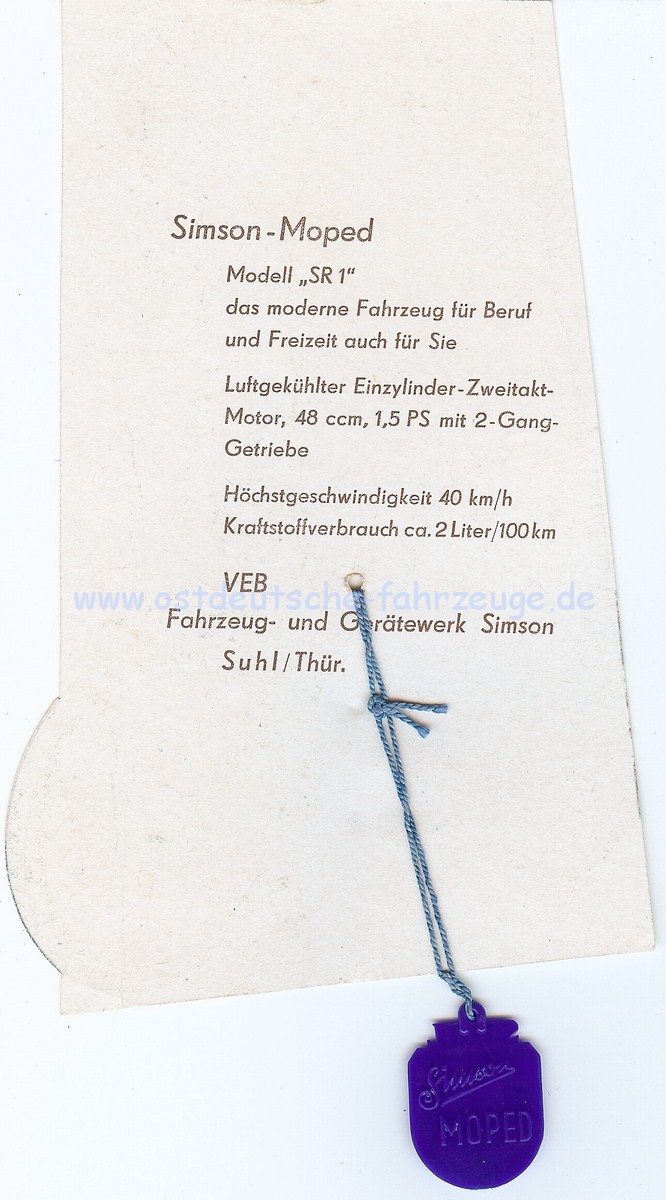 Simson-Moped
Modell „SR 1“
das moderne Fahrzeug für Beruf
und Freizeit auch für Sie
Luftgekühlter Einzylinder-Zweitakt-
Motor, 48 ccm, 1,5 PS mit 2-Gang-
Getriebe
Höchstgeschwindigkeit 40 km/h
Kraftstoffverbrauch ca. 2 Liter/100 km
VEB
www.ostdeutsche-fahrzeuge.de
Fahrzeug- und Gerätewerk Simson
Suhl/Thür.
Simson
MOPED